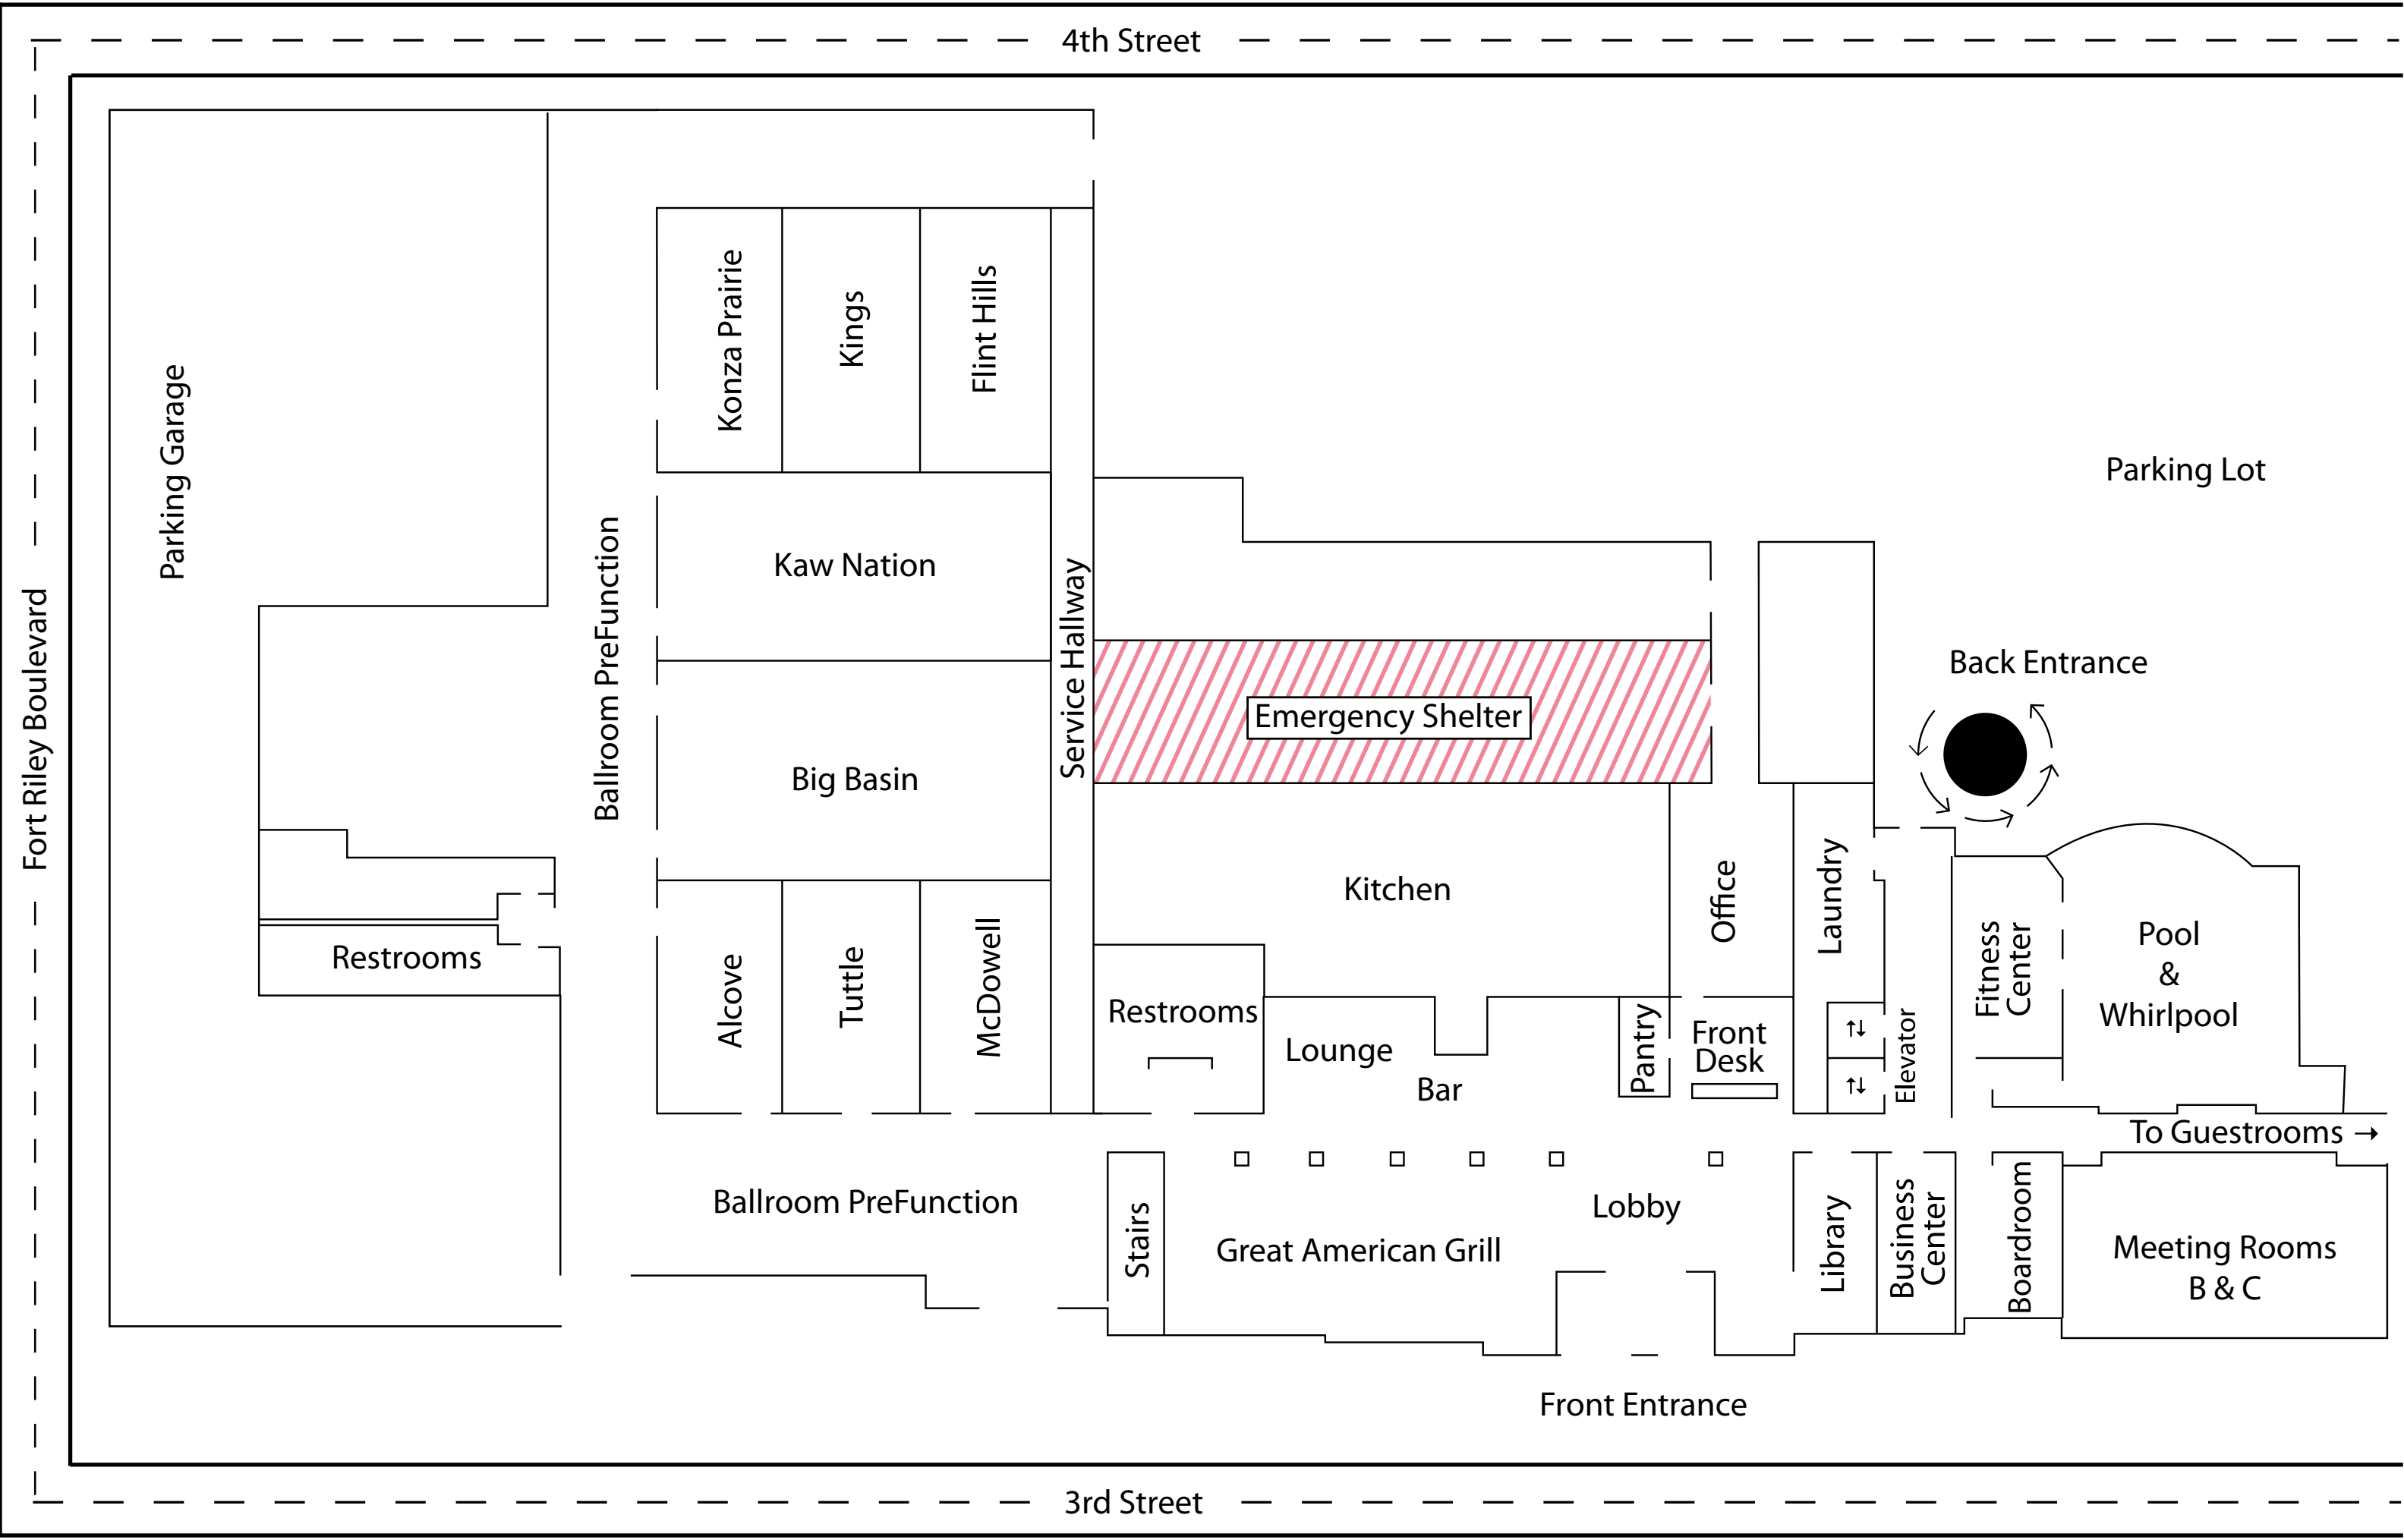 4th Street
Parking Garage
Fort Riley Boulevard
Konza Prairie
Kings
Flint Hills
Parking Lot
Kaw Nation
Ballroom PreFunction
Service Hallway
Back Entrance
Emergency Shelter
Big Basin
Kitchen
Office
Laundry
Restrooms
Alcove
Tuttle
McDowell
Restrooms
Lounge
Bar
Pantry
Front
Desk
Elevator
Fitness
Center
Pool
&
Whirlpool
To Guestrooms →
Ballroom PreFunction
Stairs
Great American Grill
Lobby
Library
Business
Center
Boardroom
Meeting Rooms
B & C
Front Entrance
3rd Street